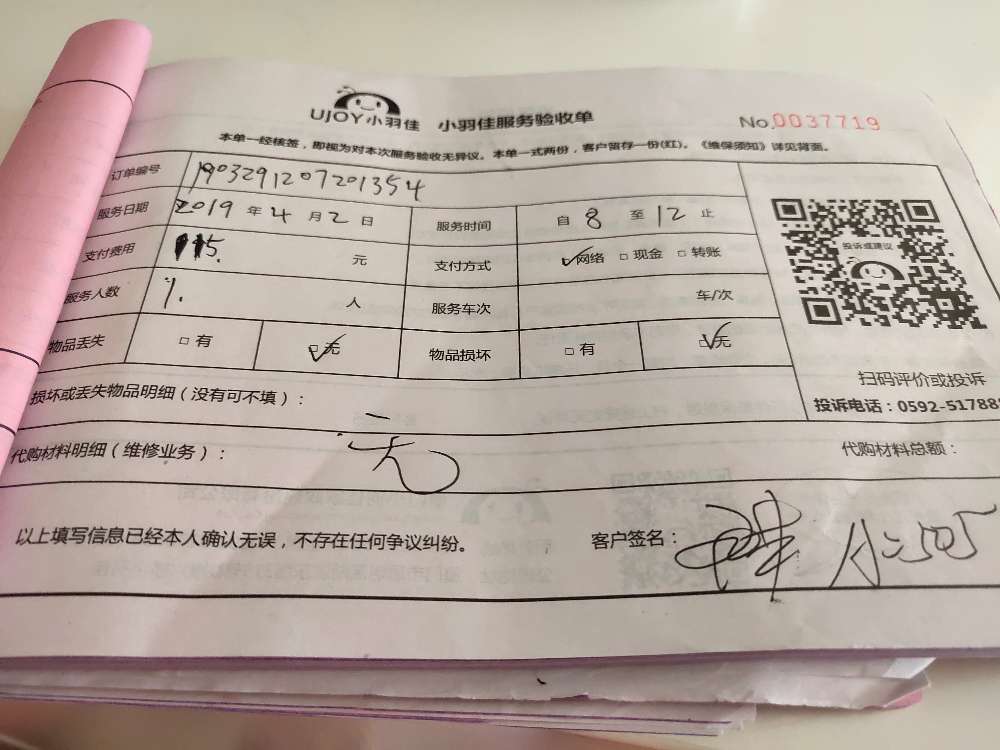 UJOY小羽佳 小羽佳服务验收单 No.0037719
本单一经核签，即视为对本次服务验收无异议。本单一式两份，客户留存一份(红)。《维保须知》详见背面。
订单编号 1903291207201354
服务日期 2019 年 4 月 2 日 服务时间 自 8 至 12 止
支付费用 115. 元 支付方式 网络 □现金 □转账
投诉或建议
服务人数 1. 人 服务车次 车/次
物品丢失 □有 □无 物品损坏 □有 □无
扫码评价或投诉
损坏或丢失物品明细（没有可不填）：
投诉电话：0592-51788
代购材料明细（维修业务）： 无 代购材料总额：
以上填写信息已经本人确认无误，不存在任何争议纠纷。 客户签名：